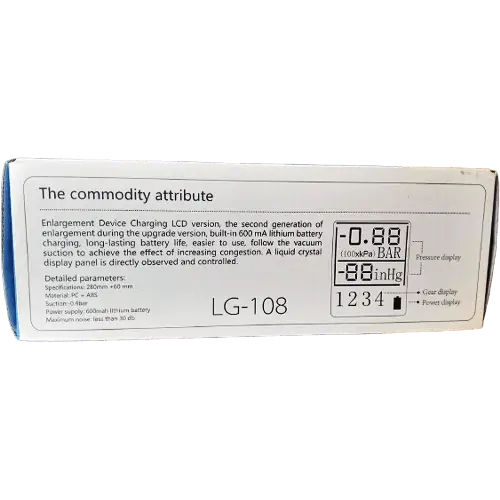 The commodity attribute
Enlargement Device Charging LCD version, the second generation of
enlargement during the upgrade version, built-in 600 mA lithium battery
charging, long-lasting battery life, easier to use, follow the vacuum
suction to achieve the effect of increasing congestion. A liquid crystal
display panel is directly observed and controlled.
Detailed parameters:
Specifications: 280mm *60 mm
Material: PC + ABS
Suction: 0.4bar
Power supply: 600mah lithium battery
Maximum none: less than 30 db
LG-108
-0.88
(100xkPa) BAR
-88inHg
1234
Pressure display
Gear display
Power display